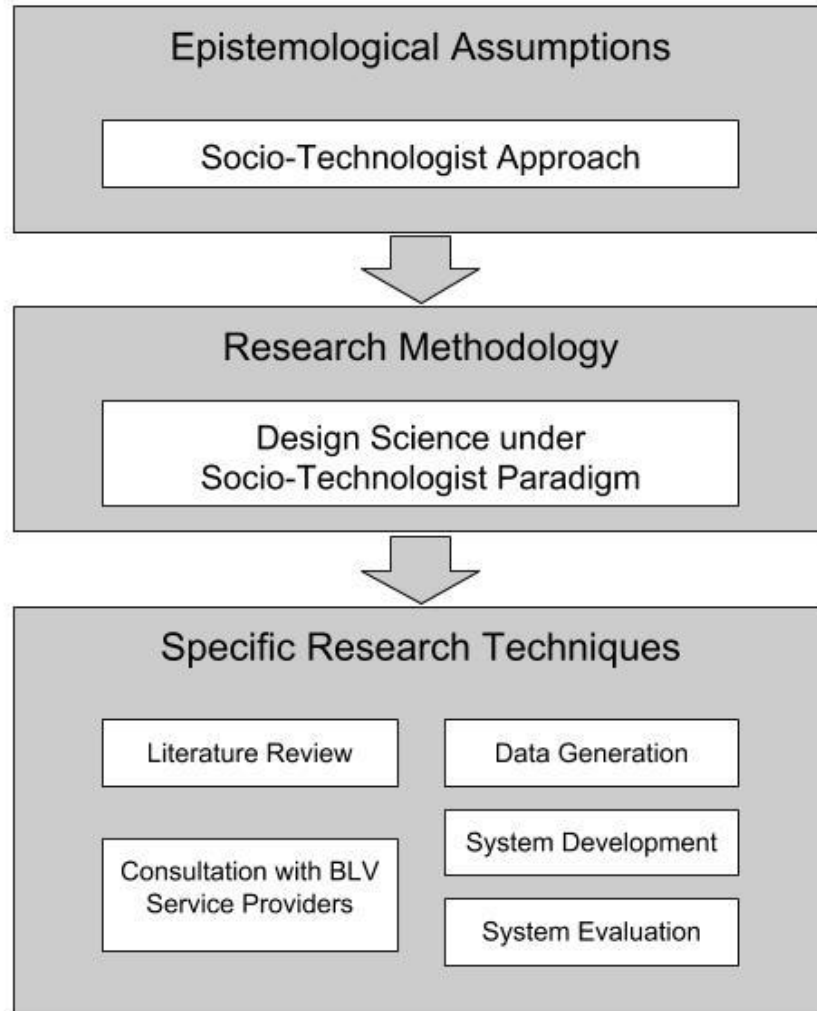 Epistemological Assumptions
Socio-Technologist Approach
Research Methodology
Design Science under
Socio-Technologist Paradigm
Specific Research Techniques
Literature Review
Consultation with BLV
Service Providers
Data Generation
System Development
System Evaluation